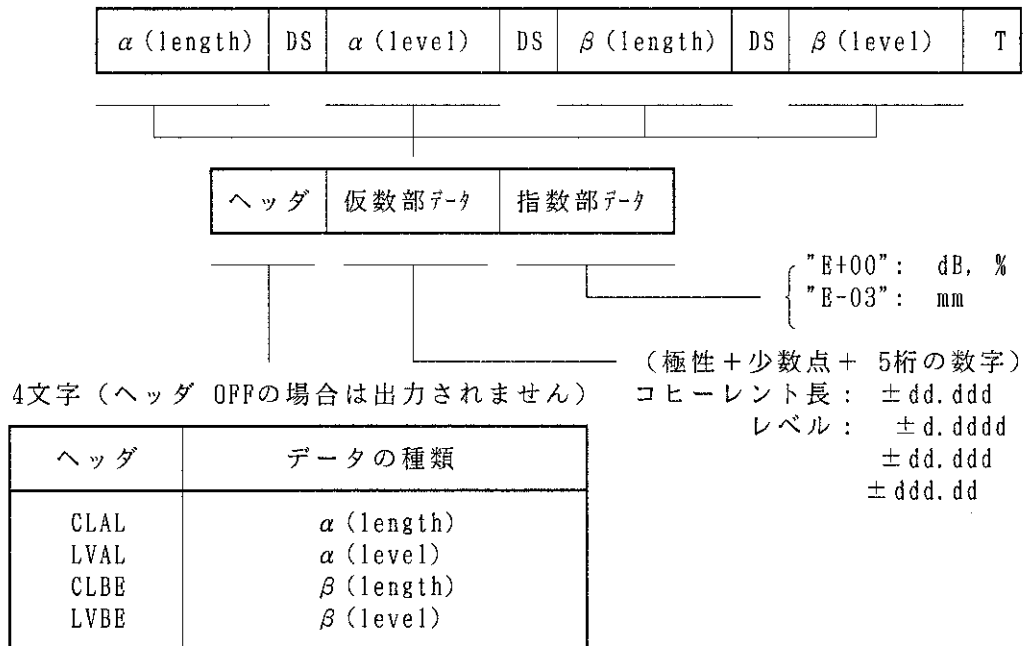 α(length) DS α(level) DS β(length) DS β(level) T
ヘッダ 仮数部データ 指数部データ
"E+00": dB, %
"E-03": mm
(極性+少数点+ 5桁の数字)
4文字(ヘッダ OFFの場合は出力されません)
コヒーレント長: ±dd.ddd
レベル: ±d.dddd
±dd.ddd
±ddd.dd
ヘッダ データの種類
CLAL α(length)
LVAL α(level)
CLBE β(length)
LVBE β(level)